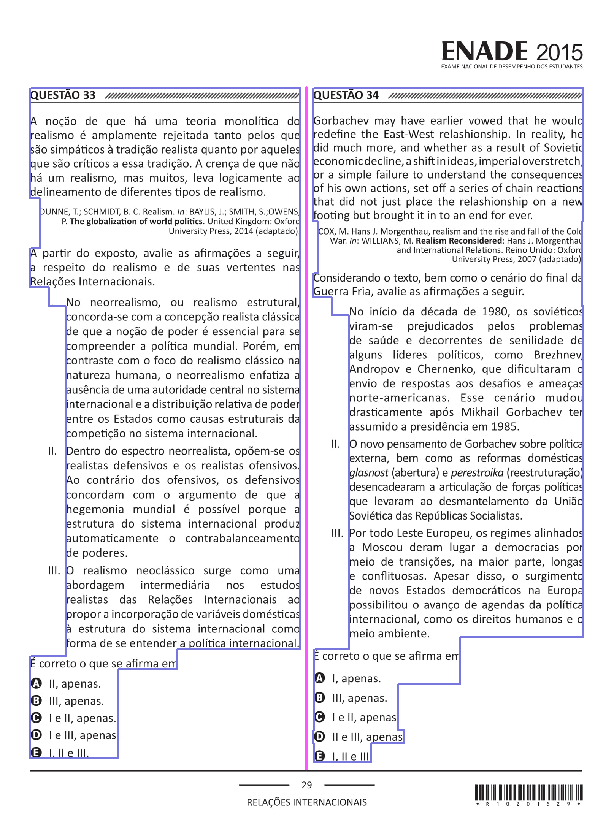 ENADE 2015
EXAME NACIONAL DE DESEMPENHO DOS ESTUDANTES
QUESTÃO 33
A noção de que há uma teoria monolítica do
realismo é amplamente rejeitada tanto pelos que
são simpáticos à tradição realista quanto por aqueles
que são críticos a essa tradição. A crença de que não
há um realismo, mas muitos, leva logicamente ao
delineamento de diferentes tipos de realismo.
DUNNE, T.; SCHMIDT, B. C. Realism. In: BAYLIS, J.; SMITH, S.;OWENS,
P. The globalization of world politics. United Kingdom: Oxford
University Press, 2014 (adaptado).
A partir do exposto, avalie as afirmações a seguir,
a respeito do realismo e de suas vertentes nas
Relações Internacionais.
No neorrealismo, ou realismo estrutural,
concorda-se com a concepção realista clássica
de que a noção de poder é essencial para se
compreender a política mundial. Porém, em
contraste com o foco do realismo clássico na
natureza humana, o neorrealismo enfatiza a
ausência de uma autoridade central no sistema
internacional e a distribuição relativa de poder
entre os Estados como causas estruturais da
competição no sistema internacional.
II. Dentro do espectro neorrealista, opõem-se os
realistas defensivos e os realistas ofensivos.
Ao contrário dos ofensivos, os defensivos
concordam com o argumento de que a
hegemonia mundial é possível porque a
estrutura do sistema internacional produz
automaticamente o contrabalanceamento
de poderes.
III. O realismo neoclássico surge como uma
abordagem intermediária nos estudos
realistas das Relações Internacionais ao
propor a incorporação de variáveis domésticas
à estrutura do sistema internacional como
forma de se entender a política internacional.
É correto o que se afirma em
A II, apenas.
B III, apenas.
C I e II, apenas.
D I e III, apenas
E I, II e III.
QUESTÃO 34
Gorbachev may have earlier vowed that he would
redefine the East-West relashionship. In reality, he
did much more, and whether as a result of Sovietic
economic decline, a shift in ideas, imperial overstretch,
or a simple failure to understand the consequences
of his own actions, set off a series of chain reactions
that did not just place the relashionship on a new
footing but brought it in to an end for ever.
COX, M. Hans J. Morgenthau, realism and the rise and fall of the Cold
War. In: WILLIANS, M. Realism Reconsidered: Hans J. Morgenthau
and International Relations. Reino Unido: Oxford
University Press, 2007 (adaptado)
Considerando o texto, bem como o cenário do final da
Guerra Fria, avalie as afirmações a seguir.
No início da década de 1980, os soviéticos
viram-se prejudicados pelos problemas
de saúde e decorrentes de senilidade de
alguns líderes políticos, como Brezhnev,
Andropov e Chernenko, que dificultaram o
envio de respostas aos desafios e ameaças
norte-americanas. Esse cenário mudou
drasticamente após Mikhail Gorbachev ter
assumido a presidência em 1985.
II. O novo pensamento de Gorbachev sobre política
externa, bem como as reformas domésticas
glasnost (abertura) e perestroika (reestruturação)
desencadearam a articulação de forças políticas
que levaram ao desmantelamento da União
Soviética das Repúblicas Socialistas.
III. Por todo Leste Europeu, os regimes alinhados
a Moscou deram lugar a democracias por
meio de transições, na maior parte, longas
e conflituosas. Apesar disso, o surgimento
de novos Estados democráticos na Europa
possibilitou o avanço de agendas da política
internacional, como os direitos humanos e o
meio ambiente.
É correto o que se afirma em
A I, apenas.
B III, apenas.
C I e II, apenas
D II e III, apenas
E I, II e III
29
RELAÇÕES INTERNACIONAIS
*R1020152​9*